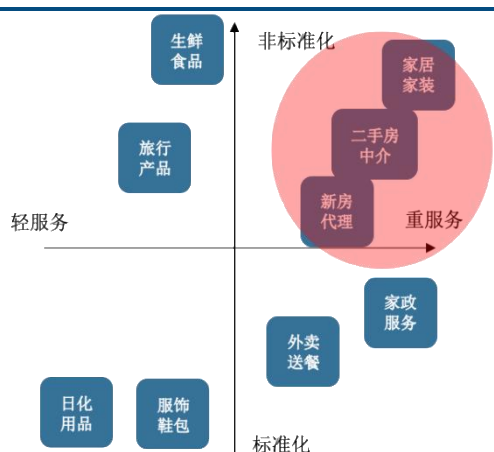 生鲜
食品
非标准化
家居
家装
二手房
中介
旅行
产品
新房
代理
轻服务
重服务
家政
服务
外卖
送餐
日化
用品
服饰
鞋包
标准化